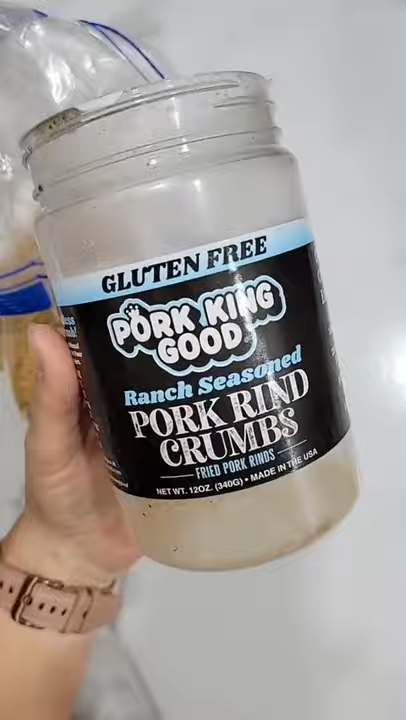 GLUTEN FREE
PORK KING
GOOD
Ranch Seasoned
PORK RIND
CRUMBS
FRIED PORK RINDS
NET WT. 12OZ. (340G) • MADE IN THE USA